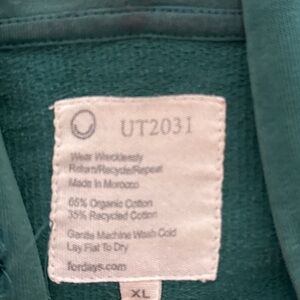 UT2031
Wear Wrecklessly
Return/Recycle/Repeat
Made in Morocco
65% Organic Cotton
35% Recycled Cotton
Gentle Machine Wash Cold
Lay Flat To Dry
fordays.com
XL